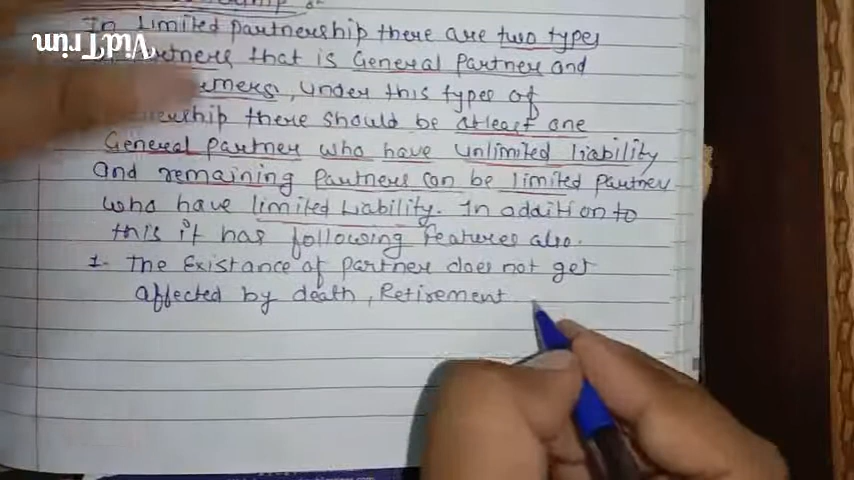 In Limited Partnership there are two types
Partners that is General Partner and
, under this types of
there should be atleast one
General Partner who have unlimited liability
and remaining Partners can be limited Partner
who have limited Liability. In addition to
this it has following features also.
1- The Existance of Partner does not get
affected by death, Retirement
VidTrim